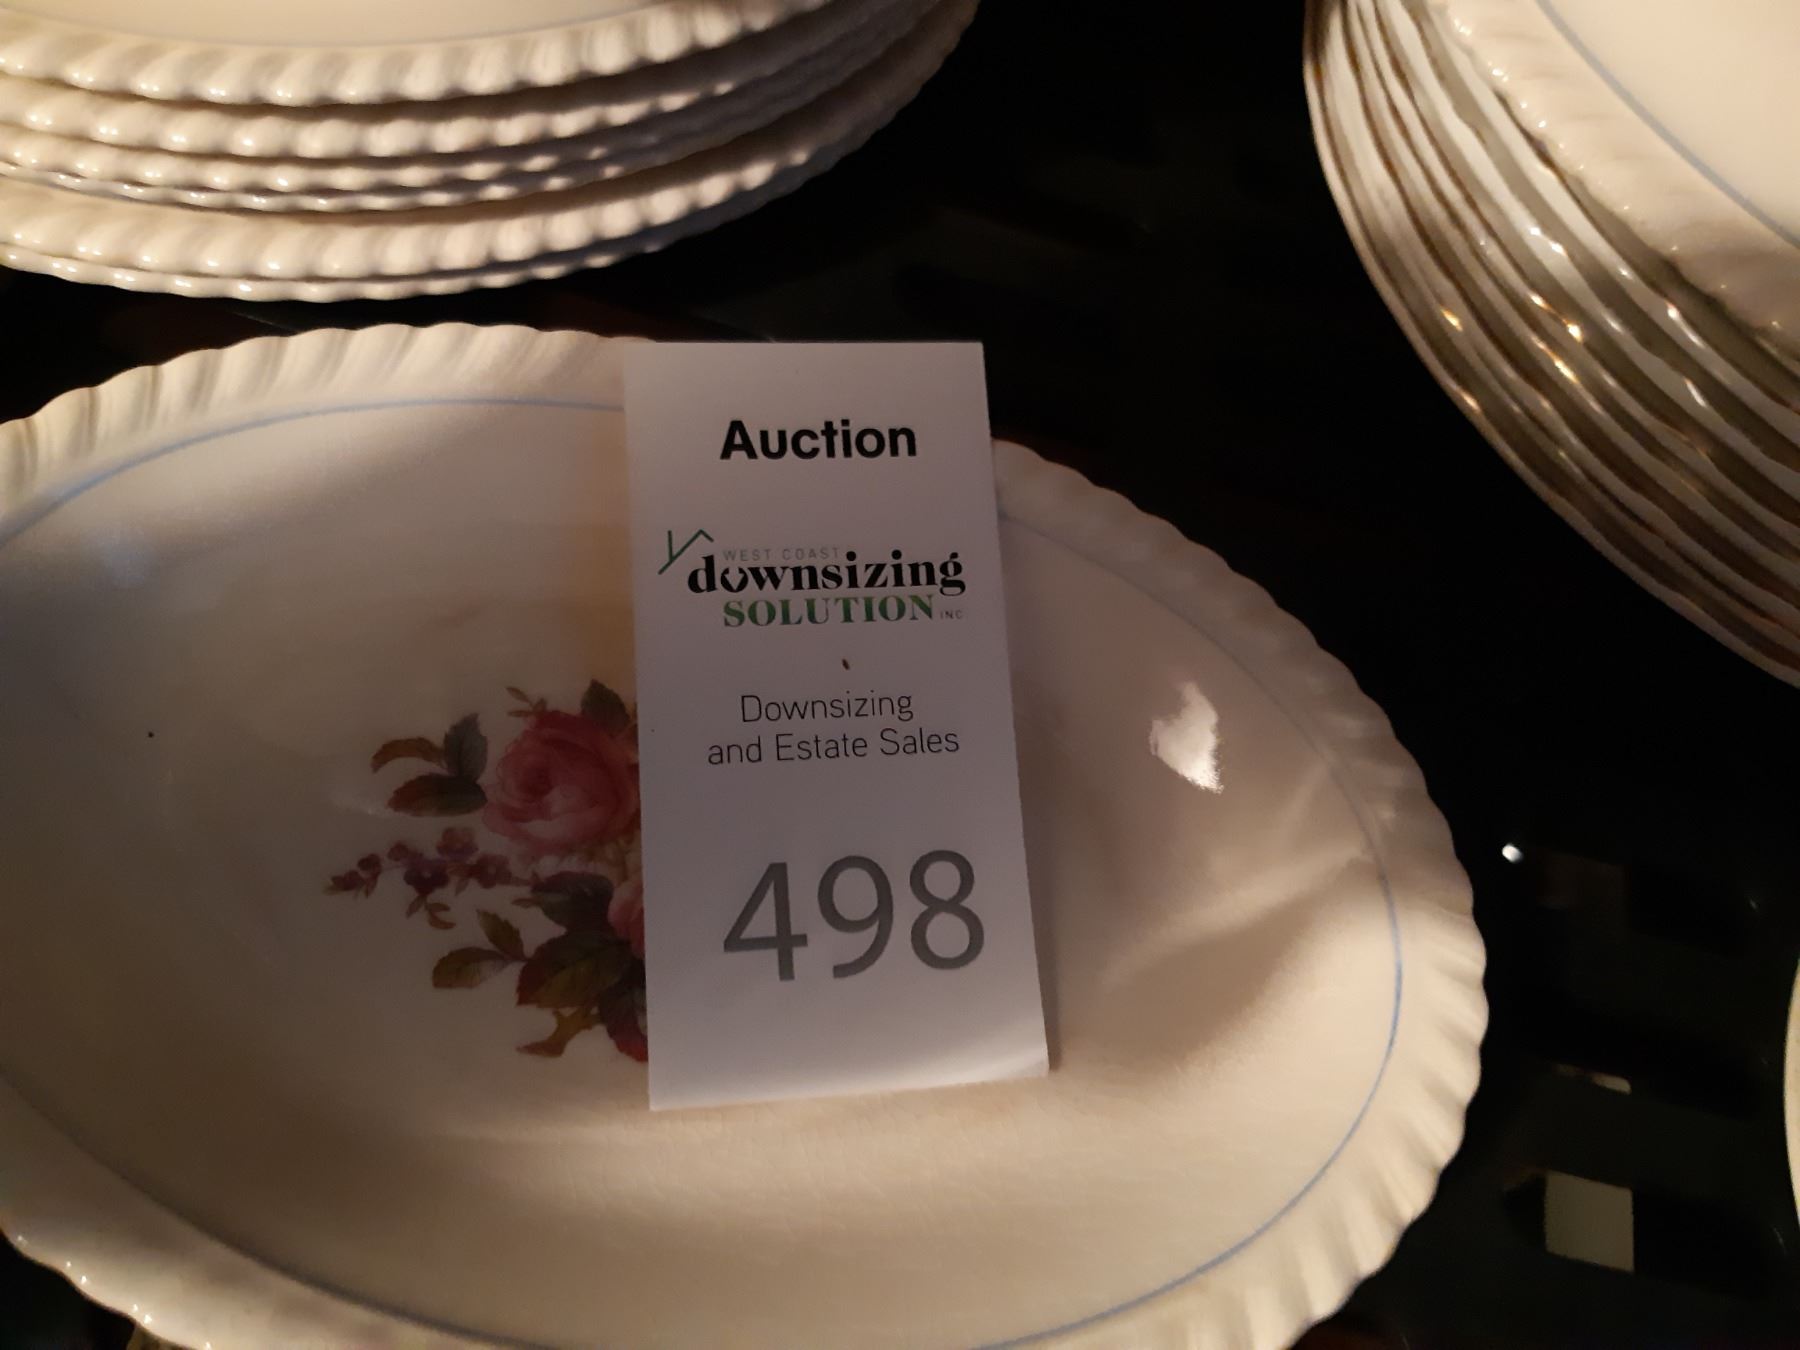 Auction
WEST COAST
downsizing
SOLUTION INC
Downsizing
and Estate Sales
498